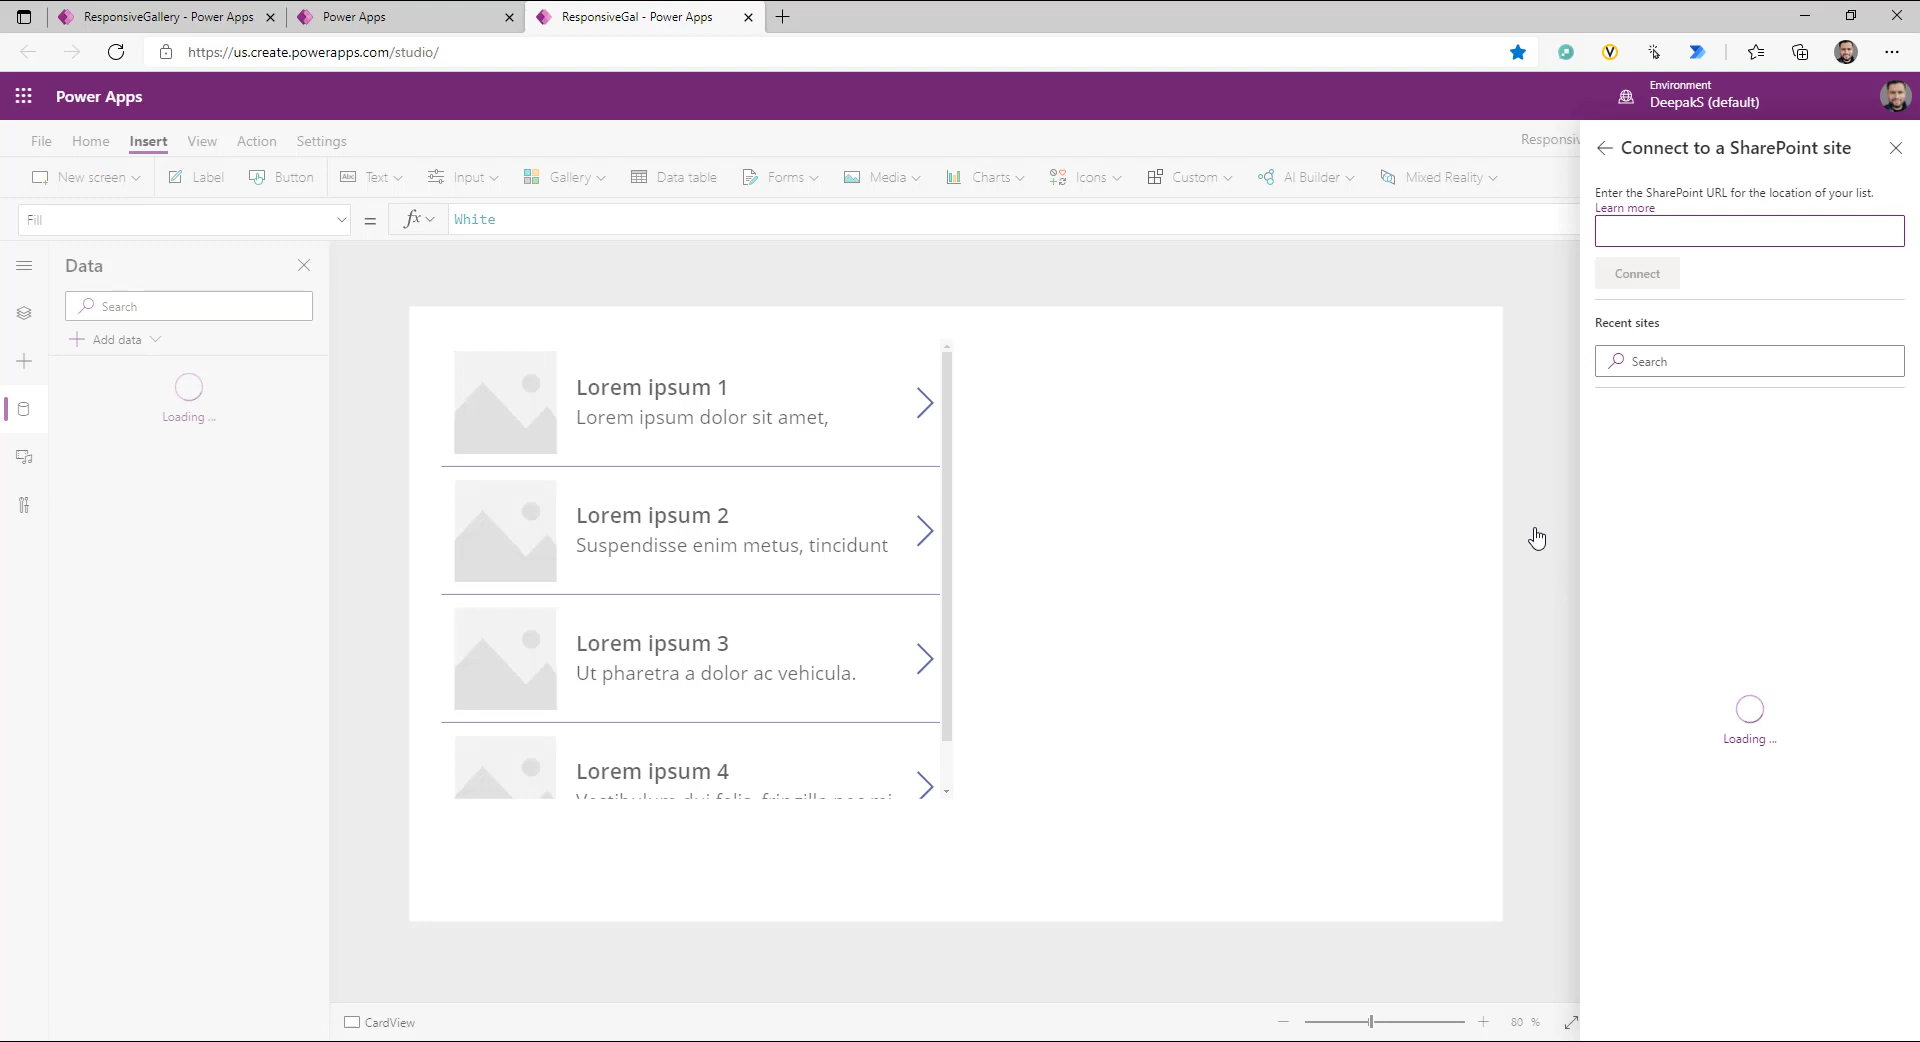 ResponsiveGallery - Power Apps
Power Apps
ResponsiveGal - Power Apps
https://us.create.powerapps.com/studio/
Power Apps
Environment
DeepakS (default)
File Home Insert View Action Settings
Responsiv
New screen Label Button Text Input Gallery Data table Forms Media Charts Icons Custom AI Builder Mixed Reality
Fill = fx White
Data
Search
Add data
Loading ...
Lorem ipsum 1
Lorem ipsum dolor sit amet,
Lorem ipsum 2
Suspendisse enim metus, tincidunt
Lorem ipsum 3
Ut pharetra a dolor ac vehicula.
Lorem ipsum 4
CardView
80 %
Connect to a SharePoint site
Enter the SharePoint URL for the location of your list.
Learn more
Connect
Recent sites
Search
Loading ...